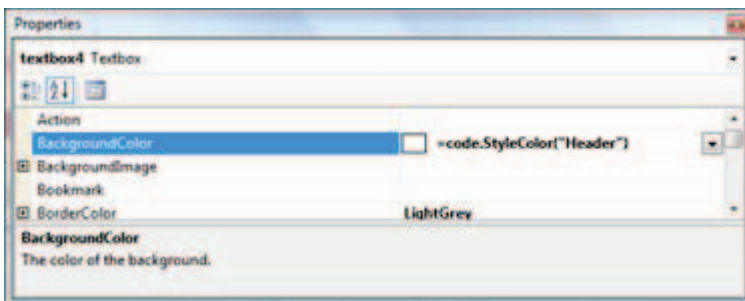 Properties
textbox4 Textbox
Action
BackgroundColor =code.StyleColor("Header")
BackgroundImage
Bookmark
BorderColor LightGrey
BackgroundColor
The color of the background.